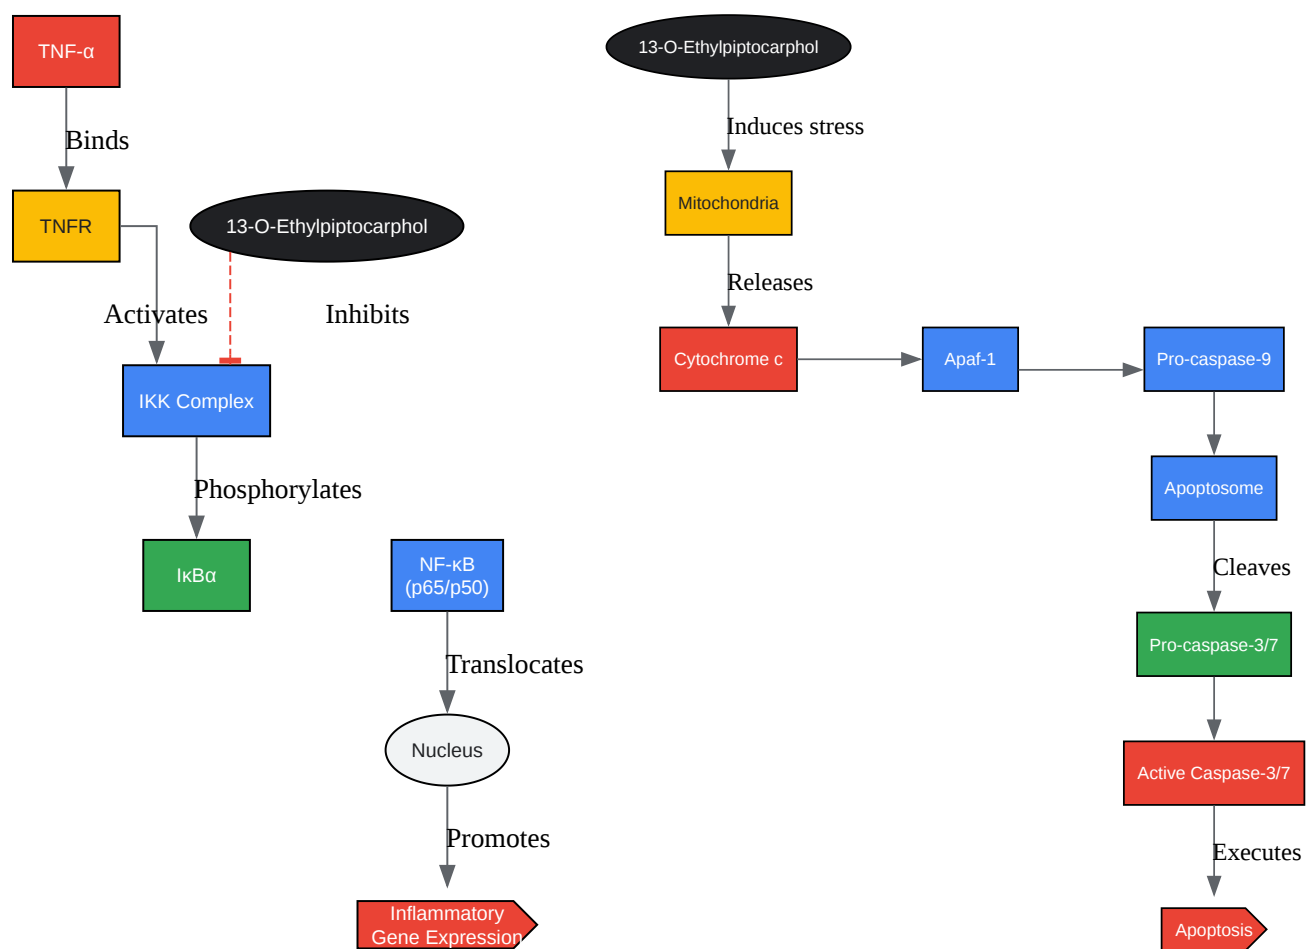 TNF-α
Binds
TNFR
13-O-Ethylpiptocarphol
Activates
Inhibits
IKK Complex
Phosphorylates
IκBα
NF-κB
(p65/p50)
Translocates
Nucleus
Promotes
Inflammatory
Gene Expression
13-O-Ethylpiptocarphol
Induces stress
Mitochondria
Releases
Cytochrome c
Apaf-1
Pro-caspase-9
Apoptosome
Cleaves
Pro-caspase-3/7
Active Caspase-3/7
Executes
Apoptosis